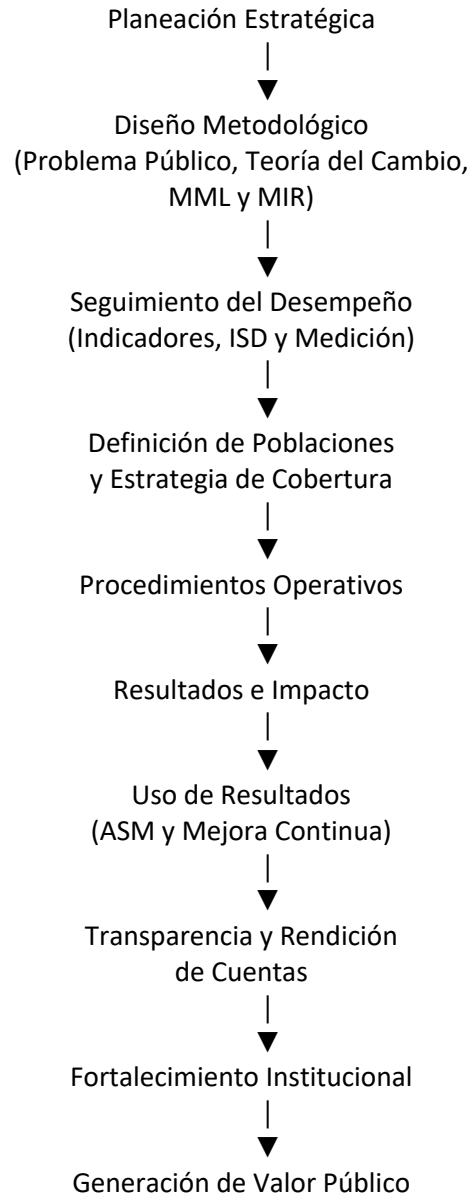 Planeación Estratégica
Diseño Metodológico
(Problema Público, Teoría del Cambio,
MML y MIR)
Seguimiento del Desempeño
(Indicadores, ISD y Medición)
Definición de Poblaciones
y Estrategia de Cobertura
Procedimientos Operativos
Resultados e Impacto
Uso de Resultados
(ASM y Mejora Continua)
Transparencia y Rendición
de Cuentas
Fortalecimiento Institucional
Generación de Valor Público